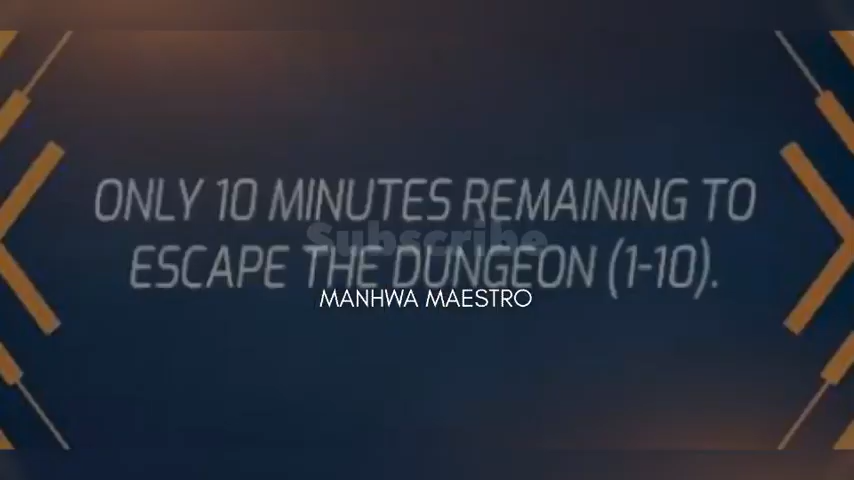 ONLY 10 MINUTES REMAINING TO
Subscribe
ESCAPE THE DUNGEON (1-10).
MANHWA MAESTRO